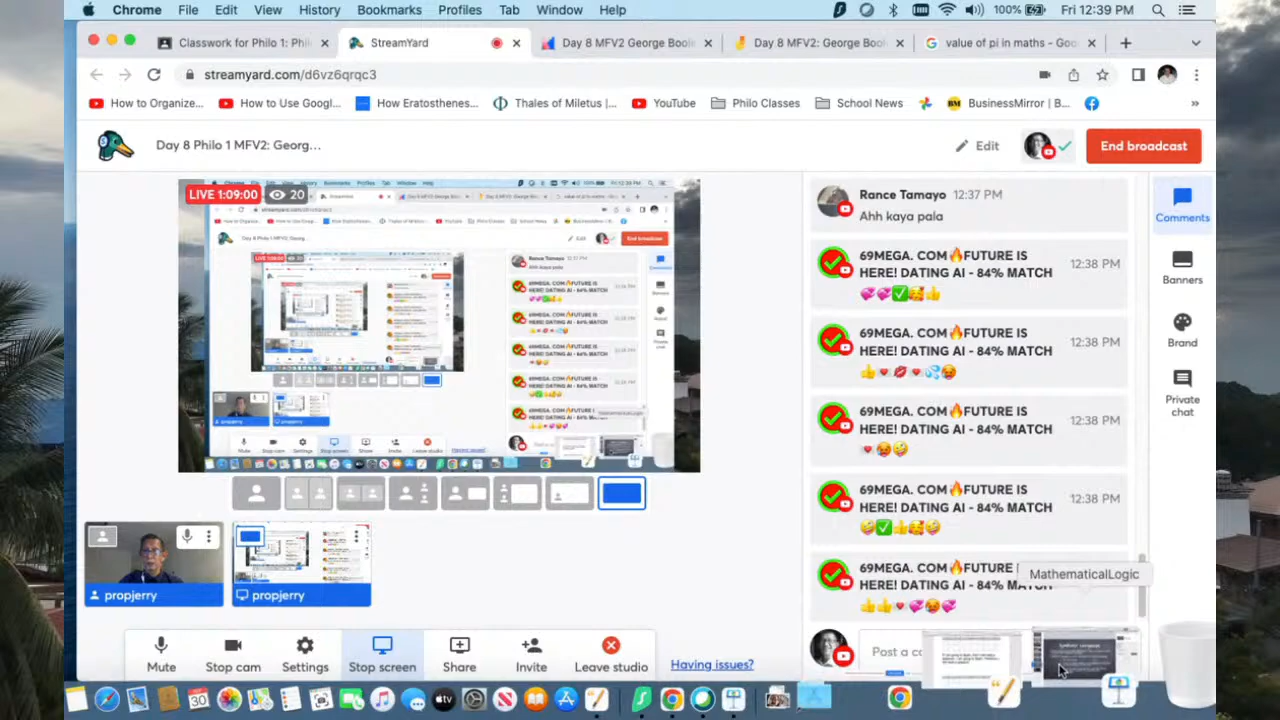 Chrome File Edit View History Bookmarks Profiles Tab Window Help 100% Fri 12:39 PM
Classwork for Philo 1: Phil
StreamYard
Day 8 MFV2 George Boole
Day 8 MFV2: George Bool
value of pi in maths - Goo
streamyard.com/d6vz6qrqc3
How to Organize...
How to Use Googl...
How Eratosthenes...
Thales of Miletus |...
YouTube
Philo Classes
School News
BusinessMirror | B...
»
Day 8 Philo 1 MFV2: Georg...
Edit
End broadcast
LIVE 1:09:00 20
Rance Tamayo 12:37 PM
Ahh kaya pala
69MEGA. COM🔥FUTURE IS
HERE! DATING AI - 84% MATCH
12:38 PM
💞💞✅🥰👍
69MEGA. COM🔥FUTURE IS
HERE! DATING AI - 84% MATCH
12:38 PM
👍💌💋💌💦🥵
69MEGA. COM🔥FUTURE IS
HERE! DATING AI - 84% MATCH
12:38 PM
💌🥵🤪
69MEGA. COM🔥FUTURE IS
HERE! DATING AI - 84% MATCH
12:38 PM
🤪✅👍🥰🤪
69MEGA. COM🔥FUTURE
HERE! DATING AI - 84% MATCH
MathematicalLogic
👍👍💌💞🥵💞
Comments
Banners
Brand
Private
chat
propjerry
propjerry
Mute
Stop cam
Settings
Stop screen
Share
Invite
Leave studio
Having issues?
Post a co